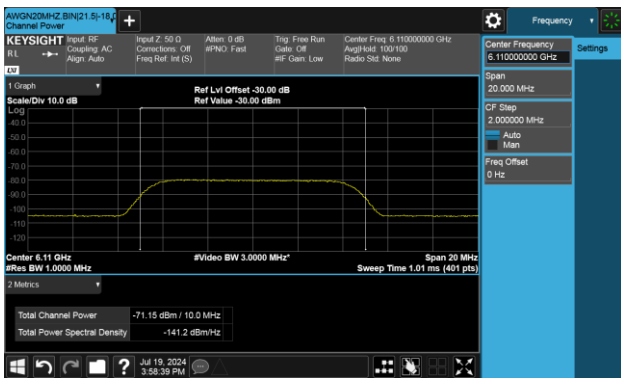 AWGN20MHZ.BIN|21.5|-18,0
Channel Power
Frequency
KEYSIGHT
RL
LXI
Input: RF
Coupling: AC
Align: Auto
Input Z: 50 Ω
Corrections: Off
Freq Ref: Int (S)
Atten: 0 dB
#PNO: Fast
Trig: Free Run
Gate: Off
#IF Gain: Low
Center Freq: 6.110000000 GHz
Avg|Hold: 100/100
Radio Std: None
Center Frequency
6.110000000 GHz
Settings
Span
20.000 MHz
CF Step
2.000000 MHz
Auto
Man
Freq Offset
0 Hz
1 Graph
Scale/Div 10.0 dB
Ref Lvl Offset -30.00 dB
Ref Value -30.00 dBm
Log
-40.0
-50.0
-60.0
-70.0
-80.0
-90.0
-100
-110
-120
Center 6.11 GHz
#Video BW 3.0000 MHz*
Span 20 MHz
#Res BW 1.0000 MHz
Sweep Time 1.01 ms (401 pts)
2 Metrics
Total Channel Power
-71.15 dBm / 10.0 MHz
Total Power Spectral Density
-141.2 dBm/Hz
?
Jul 19, 2024
3:58:39 PM